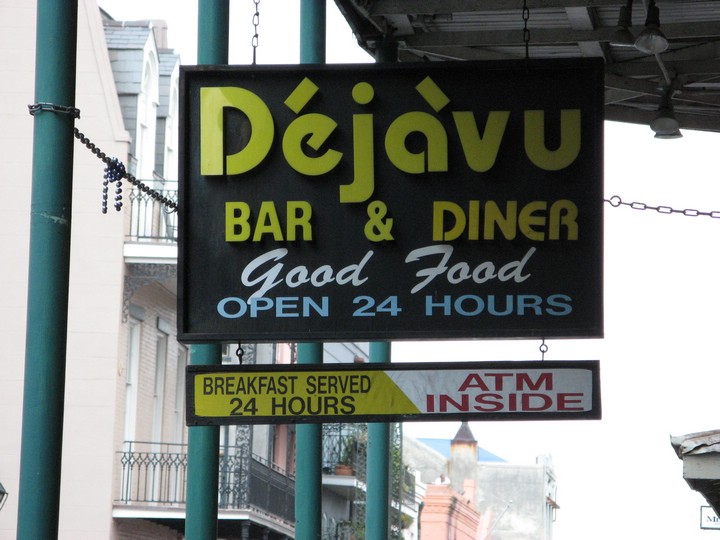 Déjàvu
BAR & DINER
Good Food
OPEN 24 HOURS
BREAKFAST SERVED
24 HOURS
ATM
INSIDE